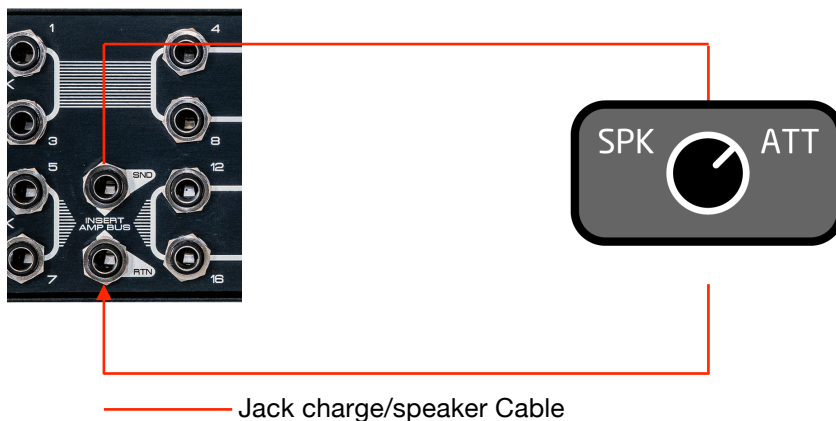 1
4
3
8
5
SND
12
K
INSERT
AMP BUS
7
RTN
16
SPK
ATT
Jack charge/speaker Cable